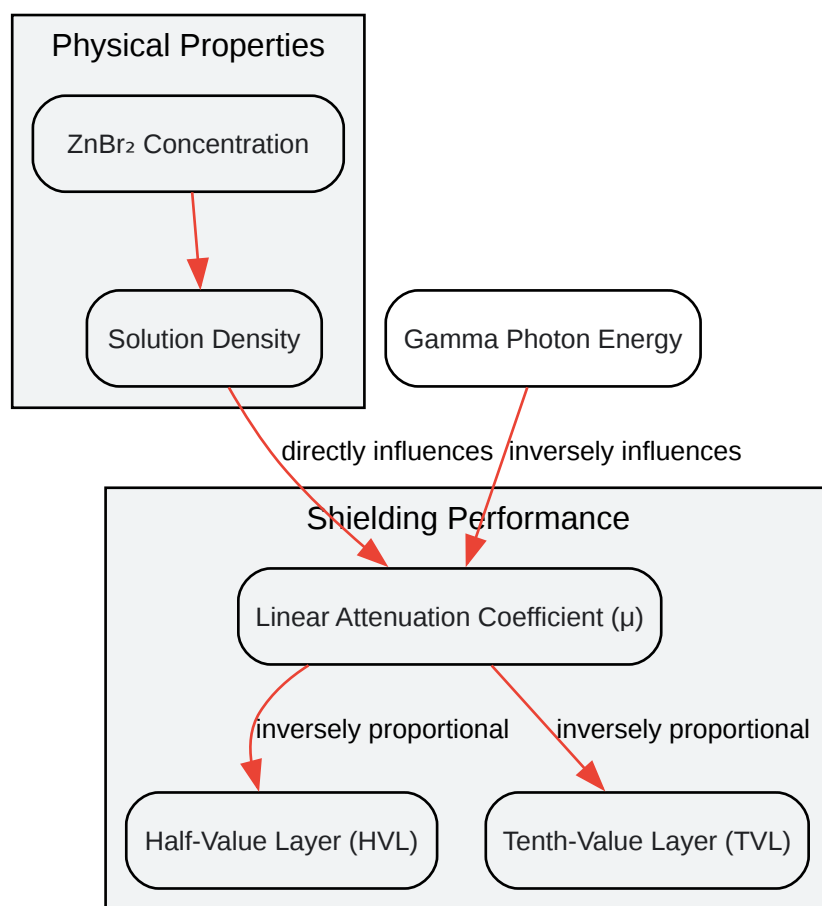 Physical Properties
ZnBr₂ Concentration
Solution Density
Gamma Photon Energy
directly influences
inversely influences
Shielding Performance
Linear Attenuation Coefficient (μ)
inversely proportional
inversely proportional
Half-Value Layer (HVL)
Tenth-Value Layer (TVL)